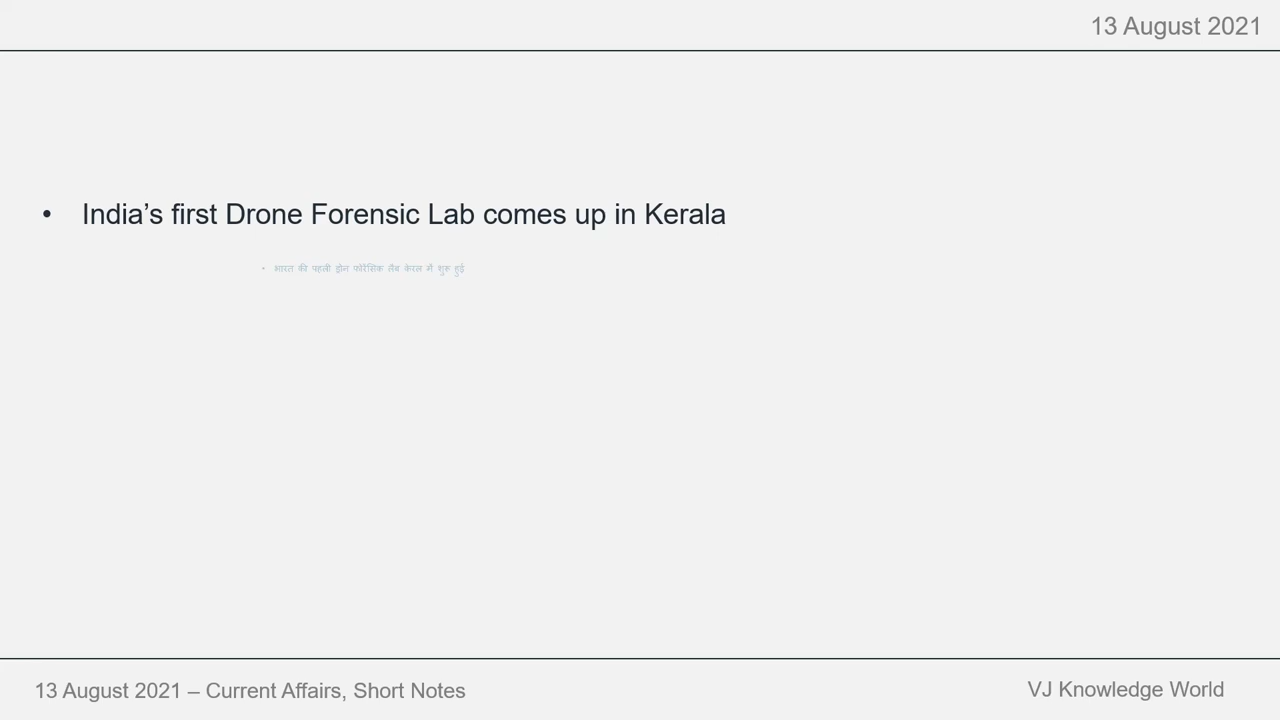 13 August 2021
• India’s first Drone Forensic Lab comes up in Kerala
• भारत की पहली ड्रोन फोरेंसिक लैब केरल में शुरू हुई
13 August 2021 – Current Affairs, Short Notes
VJ Knowledge World